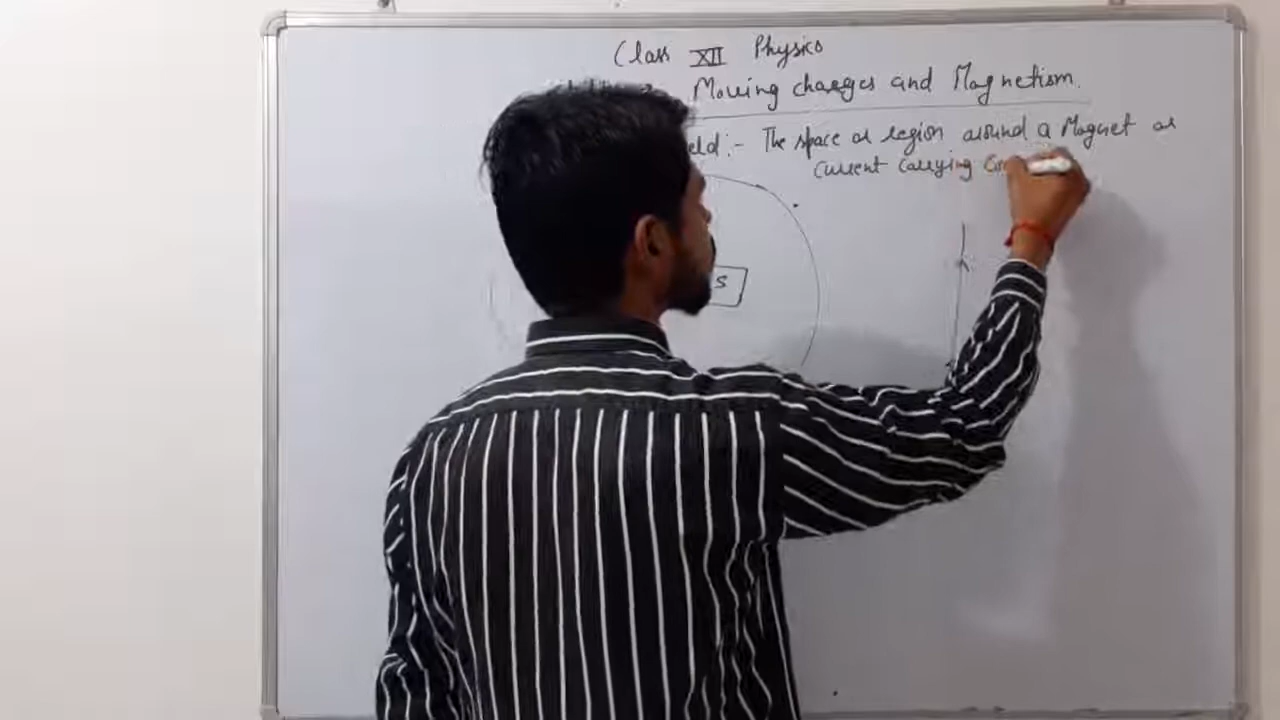 Class XII Physics
Moving charges and Magnetism.
eld :- The space or region around a Magnet or
Current Carrying
S